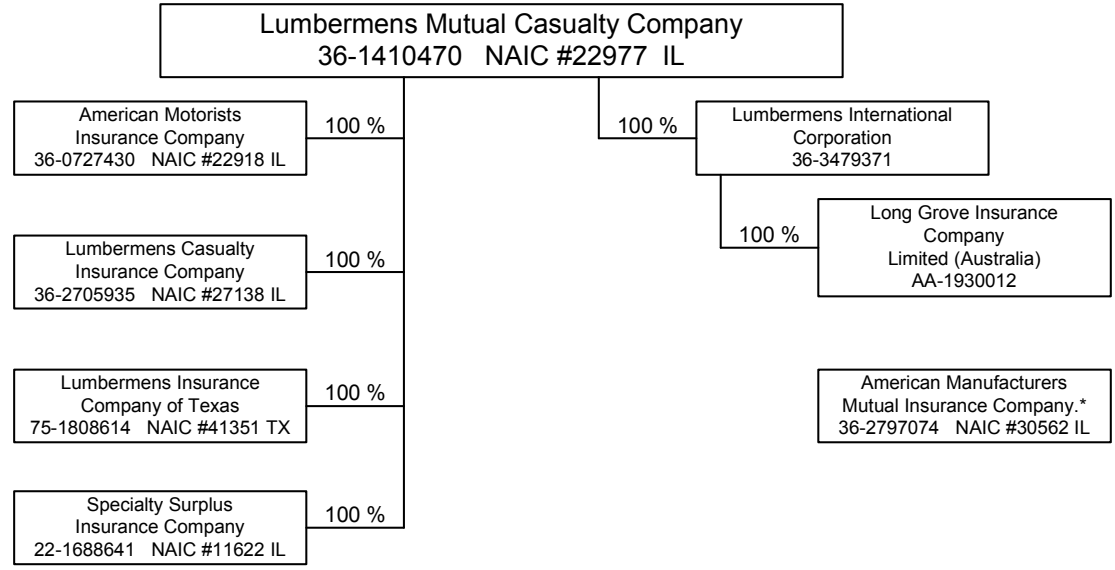 Lumbermens Mutual Casualty Company
36-1410470 NAIC #22977 IL
American Motorists
Insurance Company
36-0727430 NAIC #22918 IL
100 %
100 %
Lumbermens International
Corporation
36-3479371
Lumbermens Casualty
Insurance Company
36-2705935 NAIC #27138 IL
100 %
100 %
Long Grove Insurance
Company
Limited (Australia)
AA-1930012
Lumbermens Insurance
Company of Texas
75-1808614 NAIC #41351 TX
100 %
American Manufacturers
Mutual Insurance Company.*
36-2797074 NAIC #30562 IL
Specialty Surplus
Insurance Company
22-1688641 NAIC #11622 IL
100 %